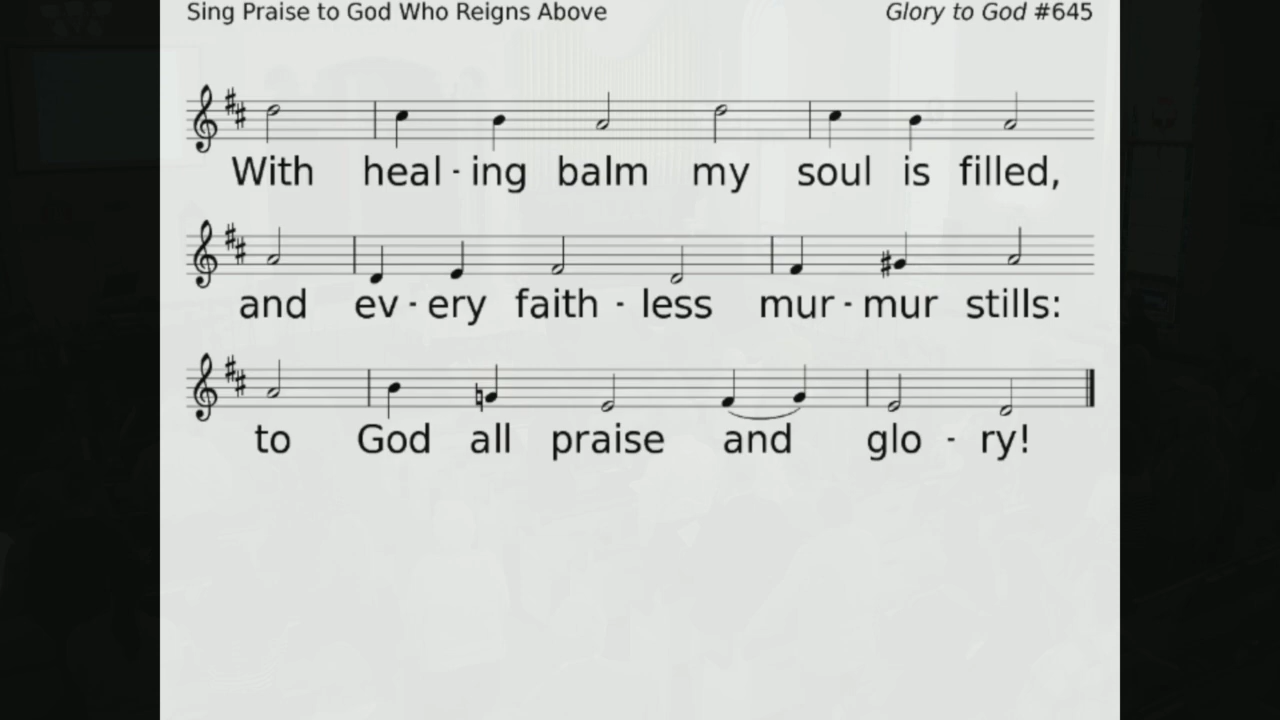 Sing Praise to God Who Reigns Above Glory to God #645
With heal - ing balm my soul is filled,
and ev - ery faith - less mur - mur stills:
to God all praise and glo - ry!